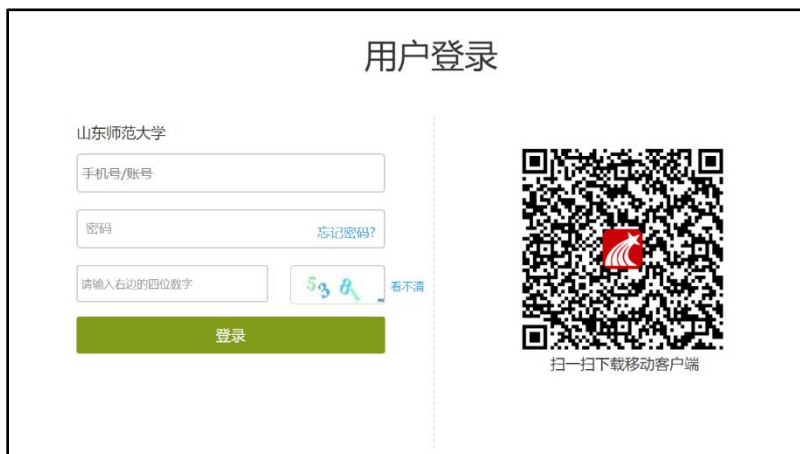 用户登录
山东师范大学
手机号/账号
密码 忘记密码?
请输入右边的四位数字 538 看不清
登录
扫一扫下载移动客户端